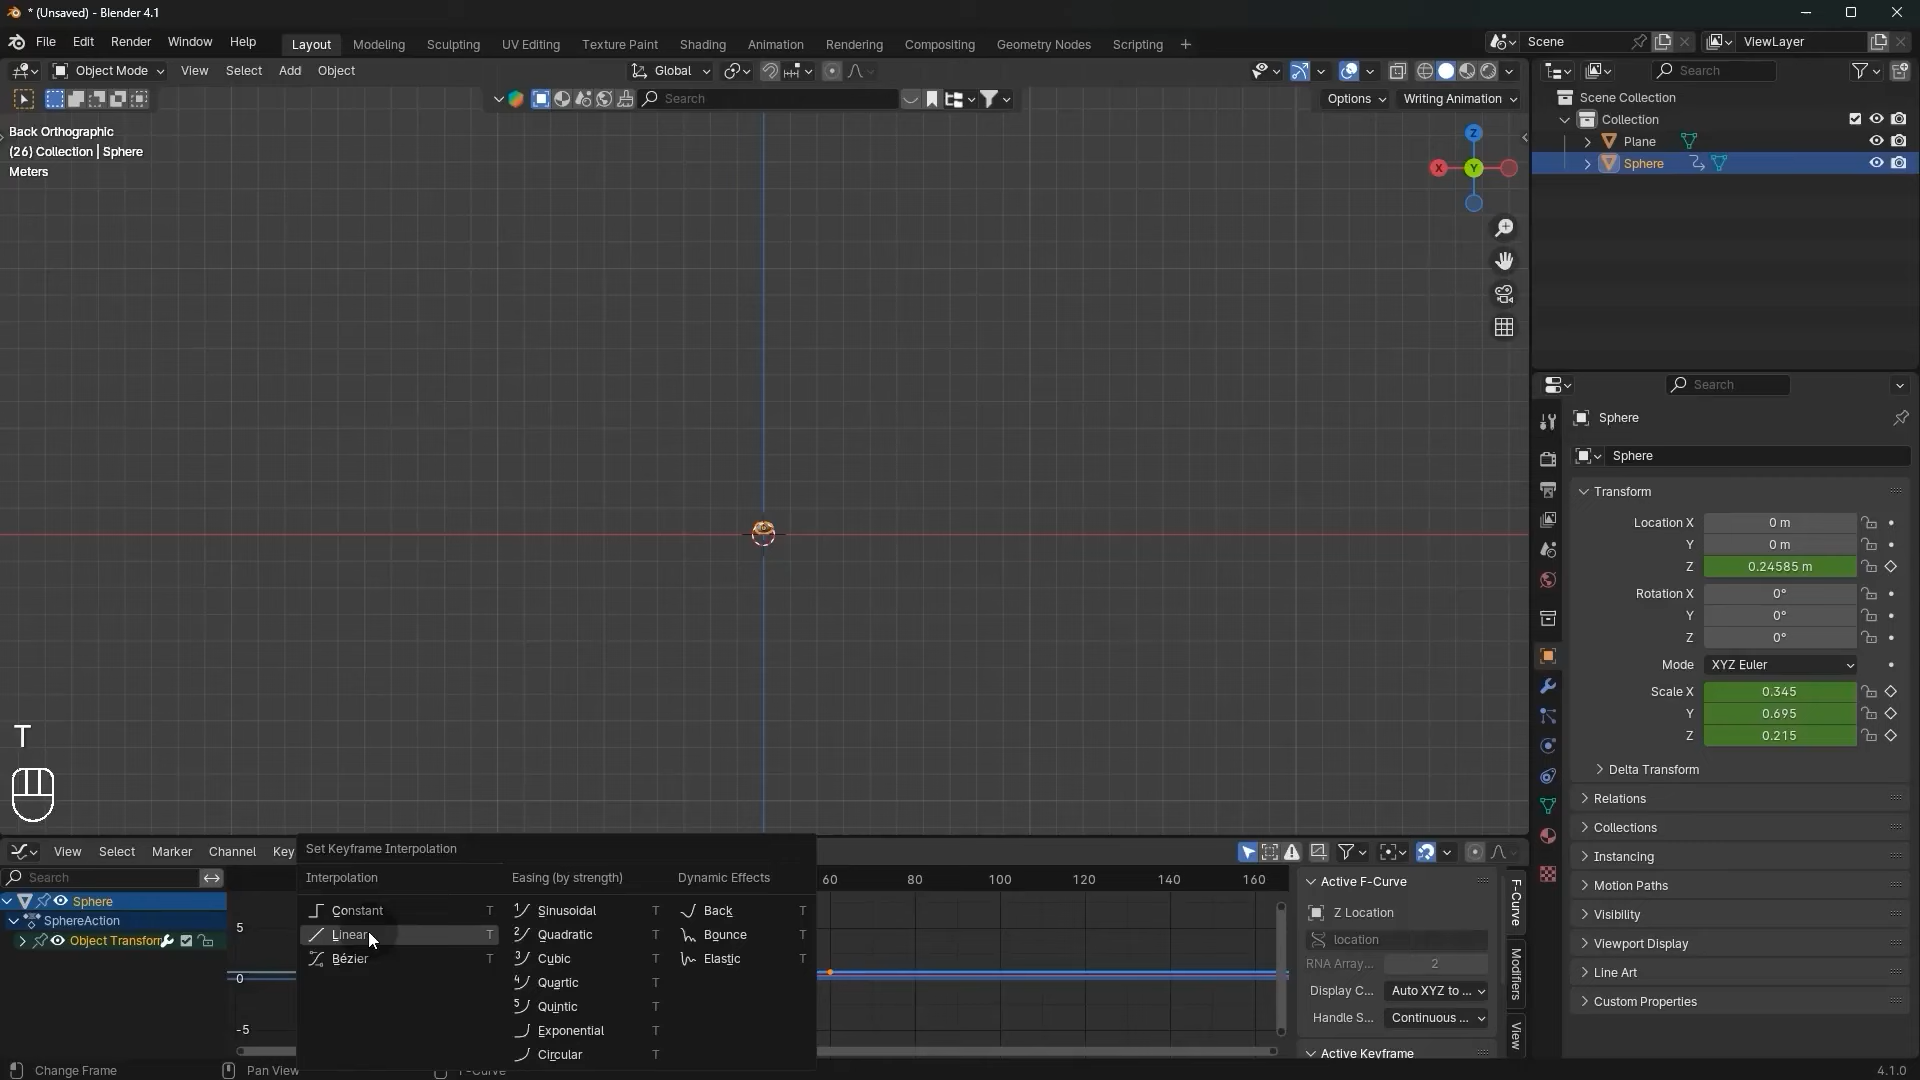 * (Unsaved) - Blender 4.1
File Edit Render Window Help Layout Modeling Sculpting UV Editing Texture Paint Shading Animation Rendering Compositing Geometry Nodes Scripting + Scene ViewLayer
Object Mode View Select Add Object Global Search
Search Options Writing Animation
Back Orthographic
(26) Collection | Sphere
Meters
Z
X
Y
Scene Collection
Collection
Plane
Sphere
Search
Sphere
Sphere
Transform
Location X 0 m
Y 0 m
Z 0.24585 m
Rotation X 0°
Y 0°
Z 0°
Mode XYZ Euler
Scale X 0.345
Y 0.695
Z 0.215
Delta Transform
Relations
Collections
Instancing
Motion Paths
Visibility
Viewport Display
Line Art
Custom Properties
T
View Select Marker Channel Key
Search
Sphere
SphereAction
Object Transform
5
0
-5
Set Keyframe Interpolation
Interpolation Easing (by strength) Dynamic Effects
Constant T Sinusoidal T Back T
Linear T Quadratic T Bounce T
Bézier T Cubic T Elastic T
Quartic T
Quintic T
Exponential T
Circular T
60 80 100 120 140 160
Active F-Curve
Z Location
location
RNA Array... 2
Display C... Auto XYZ to ...
Handle S... Continuous ...
Active Keyframe
F-Curve
Modifiers
View
Change Frame Pan View 4.1.0